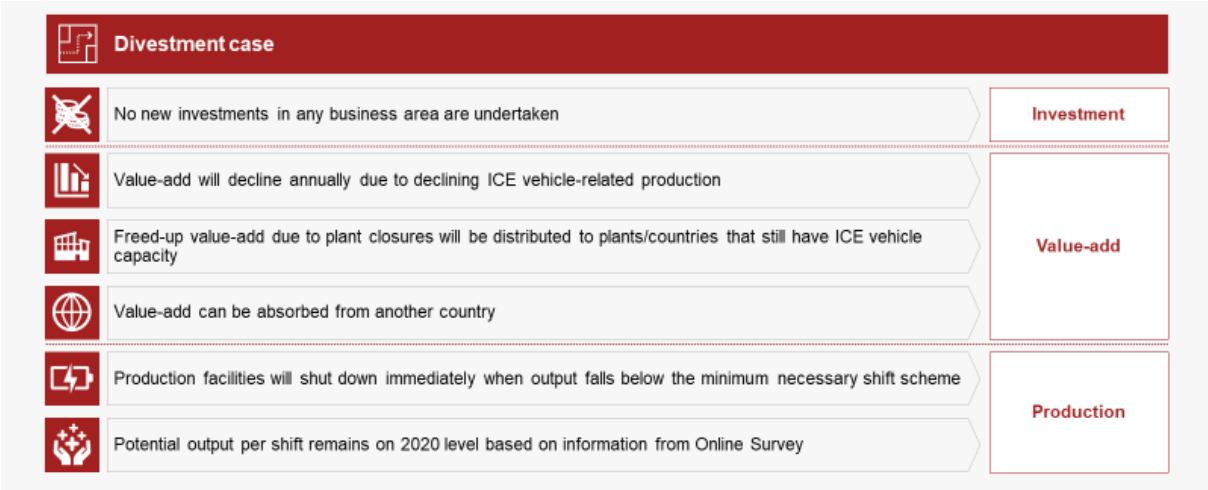 Divestment case
No new investments in any business area are undertaken
Investment
Value-add will decline annually due to declining ICE vehicle-related production
Freed-up value-add due to plant closures will be distributed to plants/countries that still have ICE vehicle
capacity
Value-add can be absorbed from another country
Value-add
Production facilities will shut down immediately when output falls below the minimum necessary shift scheme
Potential output per shift remains on 2020 level based on information from Online Survey
Production